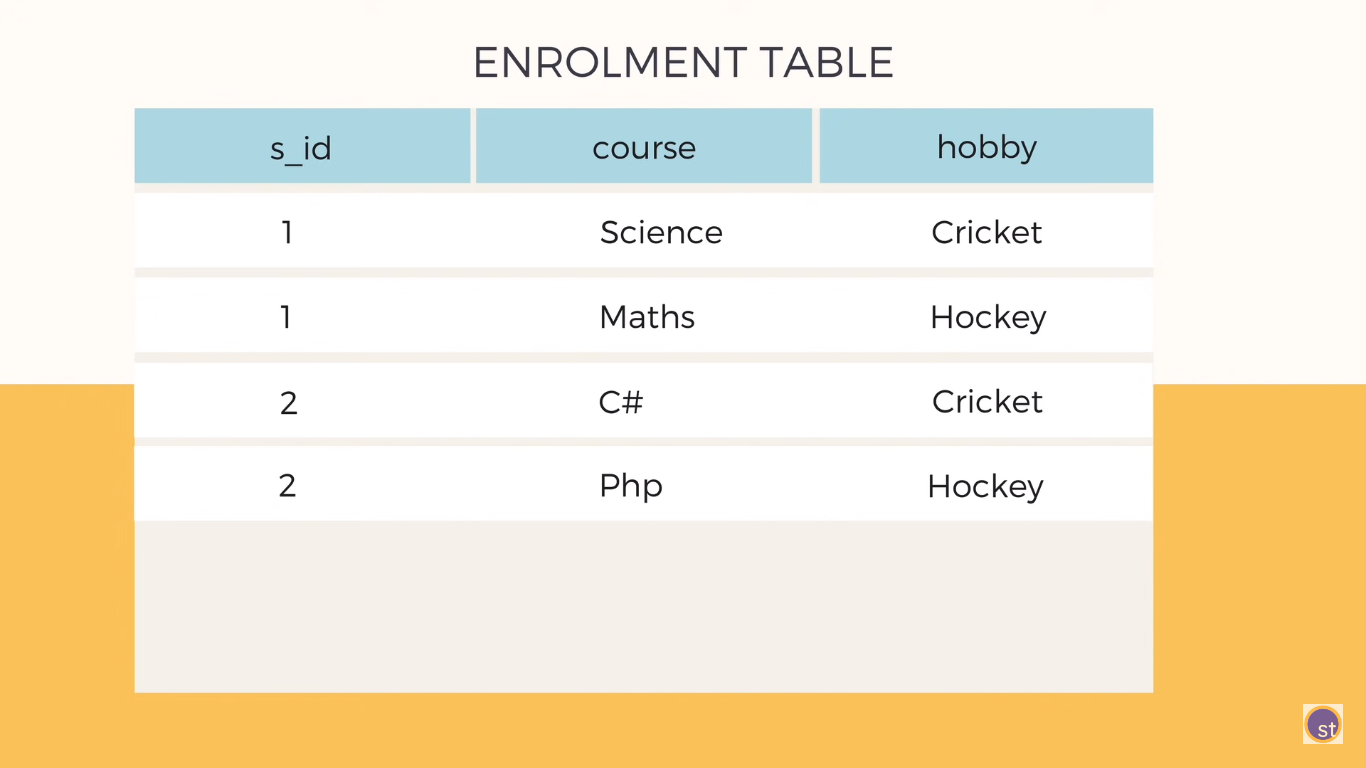 ENROLMENT TABLE
s_id course hobby
1 Science Cricket
1 Maths Hockey
2 C# Cricket
2 Php Hockey
st